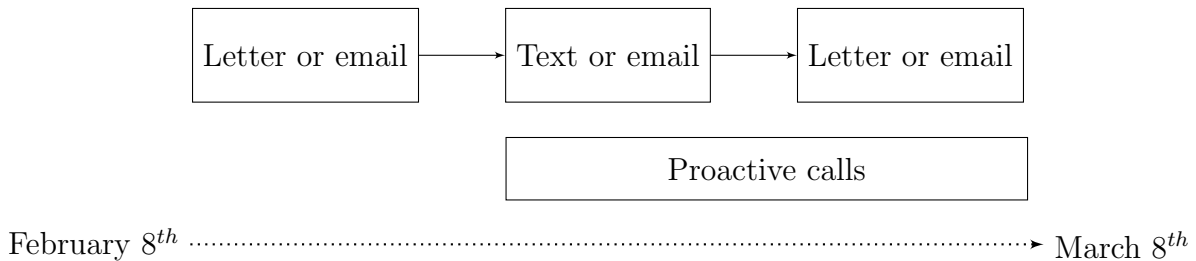 Letter or email
Text or email
Letter or email
Proactive calls
February 8th
March 8th